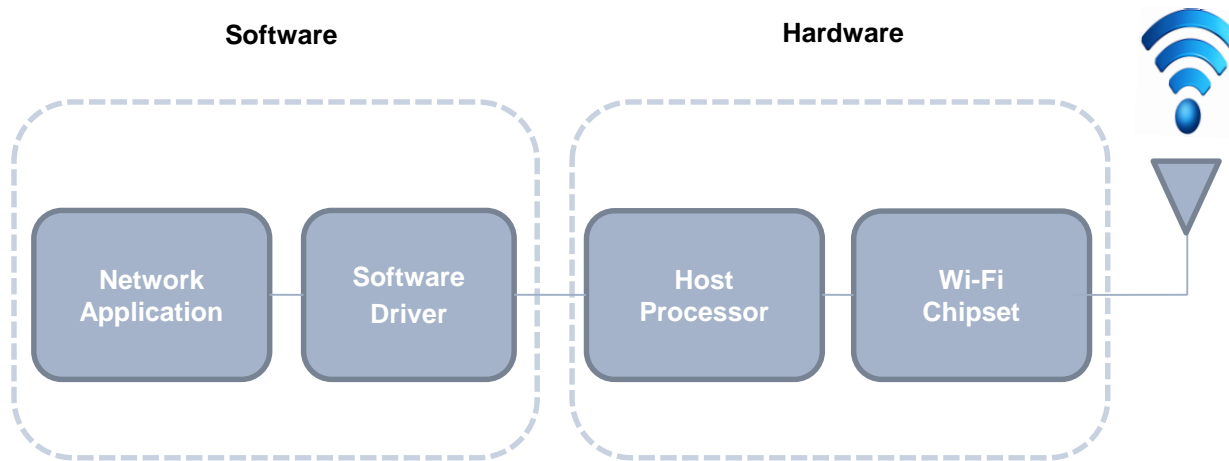 Software
Hardware
Network
Application
Software
Driver
Host
Processor
Wi-Fi
Chipset